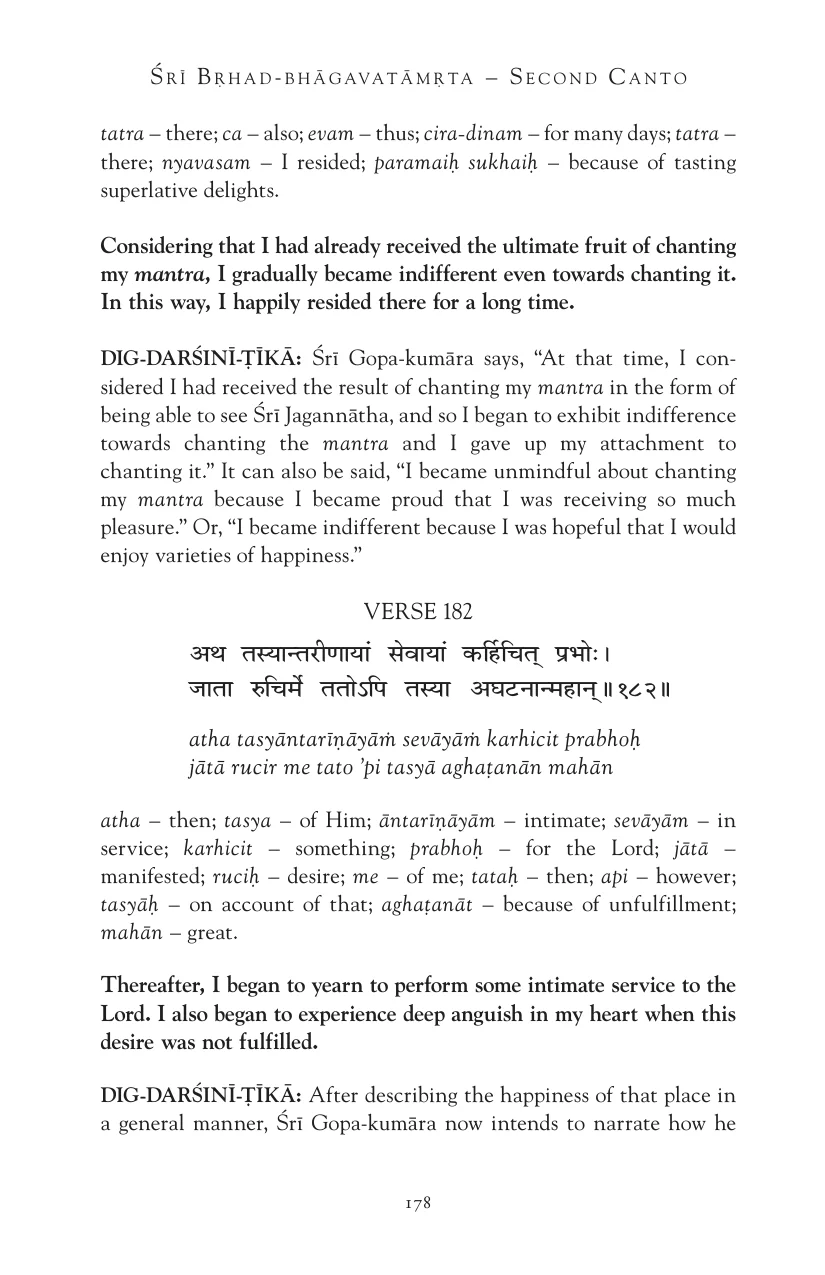 ŚRĪ BṚHAD-BHĀGAVATĀMṚTA – SECOND CANTO
tatra – there; ca – also; evam – thus; cira-dinam – for many days; tatra –
there; nyavasam – I resided; paramaiḥ sukhaiḥ – because of tasting
superlative delights.
Considering that I had already received the ultimate fruit of chanting
my mantra, I gradually became indifferent even towards chanting it.
In this way, I happily resided there for a long time.
DIG-DARŚINĪ-ṬĪKĀ: Śrī Gopa-kumāra says, “At that time, I con-
sidered I had received the result of chanting my mantra in the form of
being able to see Śrī Jagannātha, and so I began to exhibit indifference
towards chanting the mantra and I gave up my attachment to
chanting it.” It can also be said, “I became unmindful about chanting
my mantra because I became proud that I was receiving so much
pleasure.” Or, “I became indifferent because I was hopeful that I would
enjoy varieties of happiness.”
VERSE 182
अथ तस्यान्तरीणायां सेवायां कर्हिचित् प्रभोः।
जाता रुचिर्मे ततोऽपि तस्या अघटनान्महान्॥१८२॥
atha tasyāntarīṇāyāṁ sevāyāṁ karhicit prabhoḥ
jātā rucir me tato ’pi tasyā aghaṭanān mahān
atha – then; tasya – of Him; āntarīṇāyām – intimate; sevāyām – in
service; karhicit – something; prabhoḥ – for the Lord; jātā –
manifested; ruciḥ – desire; me – of me; tataḥ – then; api – however;
tasyāḥ – on account of that; aghaṭanāt – because of unfulfillment;
mahān – great.
Thereafter, I began to yearn to perform some intimate service to the
Lord. I also began to experience deep anguish in my heart when this
desire was not fulfilled.
DIG-DARŚINĪ-ṬĪKĀ: After describing the happiness of that place in
a general manner, Śrī Gopa-kumāra now intends to narrate how he
178